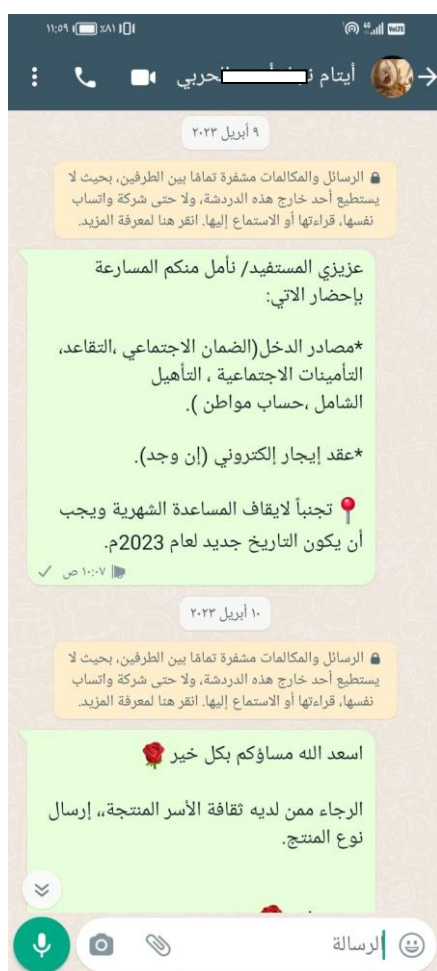 ١١:٠٩ ٪٨١ VoLTE
أيتام الحربي
٩ أبريل ٢٠٢٣
الرسائل والمكالمات مشفرة تمامًا بين الطرفين، بحيث لا
يستطيع أحد خارج هذه الدردشة، ولا حتى شركة واتساب
نفسها، قراءتها أو الاستماع إليها. انقر هنا لمعرفة المزيد.
عزيزي المستفيد/ نأمل منكم المسارعة
بإحضار الاتي:
*مصادر الدخل(الضمان الاجتماعي ،التقاعد،
التأمينات الاجتماعية ، التأهيل
الشامل ،حساب مواطن ).
*عقد إيجار إلكتروني (إن وجد).
📍 تجنباً لايقاف المساعدة الشهرية ويجب
أن يكون التاريخ جديد لعام 2023م.
١٠:٠٧ ص
١٠ أبريل ٢٠٢٣
الرسائل والمكالمات مشفرة تمامًا بين الطرفين، بحيث لا
يستطيع أحد خارج هذه الدردشة، ولا حتى شركة واتساب
نفسها، قراءتها أو الاستماع إليها. انقر هنا لمعرفة المزيد.
اسعد الله مساؤكم بكل خير 🌹
الرجاء ممن لديه ثقافة الأسر المنتجة،، إرسال
نوع المنتج.
الرسالة